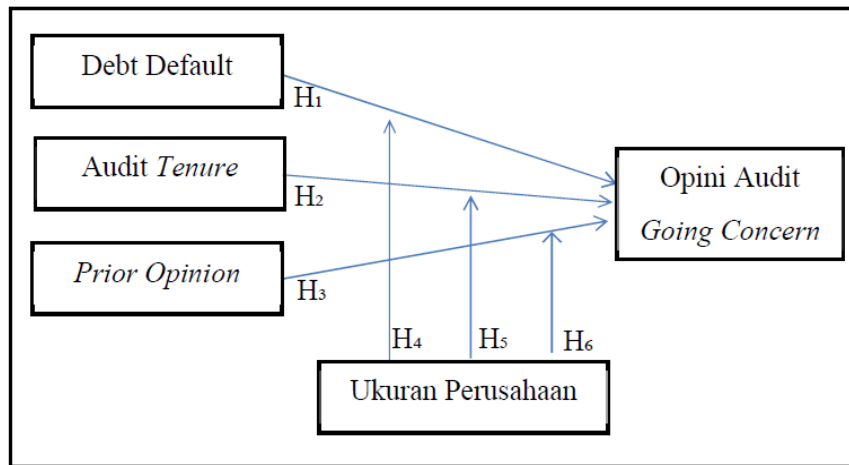 Debt Default
H1
Audit Tenure
H2
Prior Opinion
H3
Opini Audit
Going Concern
H4
H5
H6
Ukuran Perusahaan